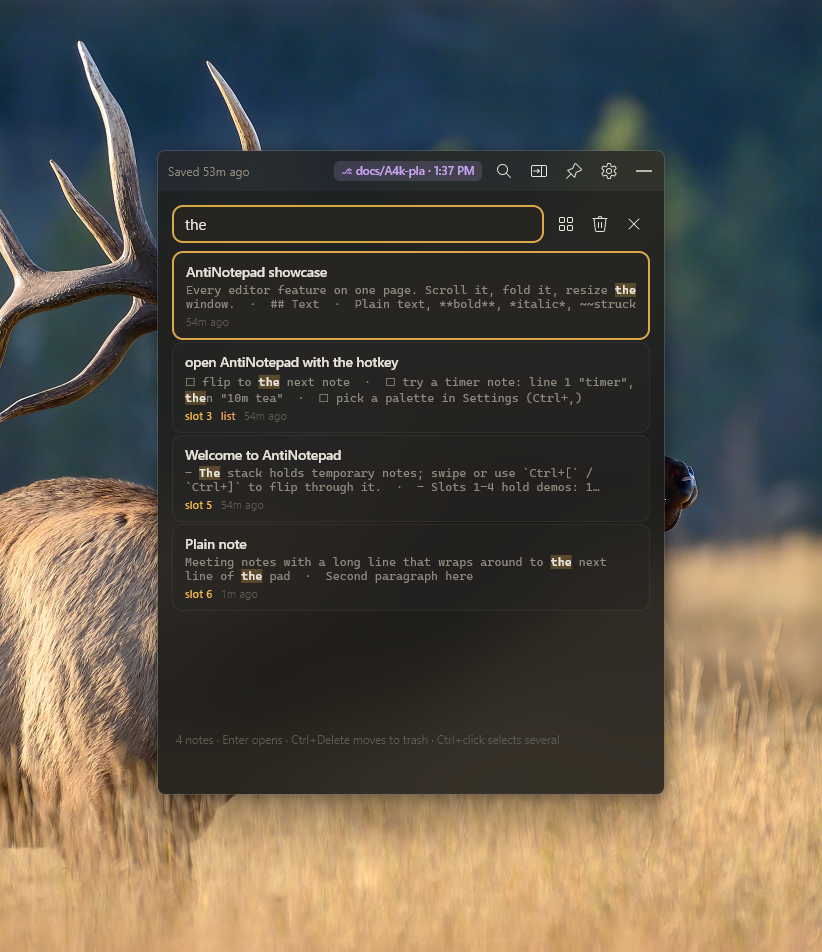 Saved 53m ago
docs/A4k-pla · 1:37 PM
the
AntiNotepad showcase
Every editor feature on one page. Scroll it, fold it, resize the
window. · ## Text · Plain text, **bold**, *italic*, ~~struck
54m ago
open AntiNotepad with the hotkey
☐ flip to the next note · ☐ try a timer note: line 1 "timer",
then "10m tea" · ☐ pick a palette in Settings (Ctrl+,)
slot 3 list 54m ago
Welcome to AntiNotepad
– The stack holds temporary notes; swipe or use `Ctrl+[` /
`Ctrl+]` to flip through it. · – Slots 1–4 hold demos: 1…
slot 5 54m ago
Plain note
Meeting notes with a long line that wraps around to the next
line of the pad · Second paragraph here
slot 6 1m ago
4 notes · Enter opens · Ctrl+Delete moves to trash · Ctrl+click selects several